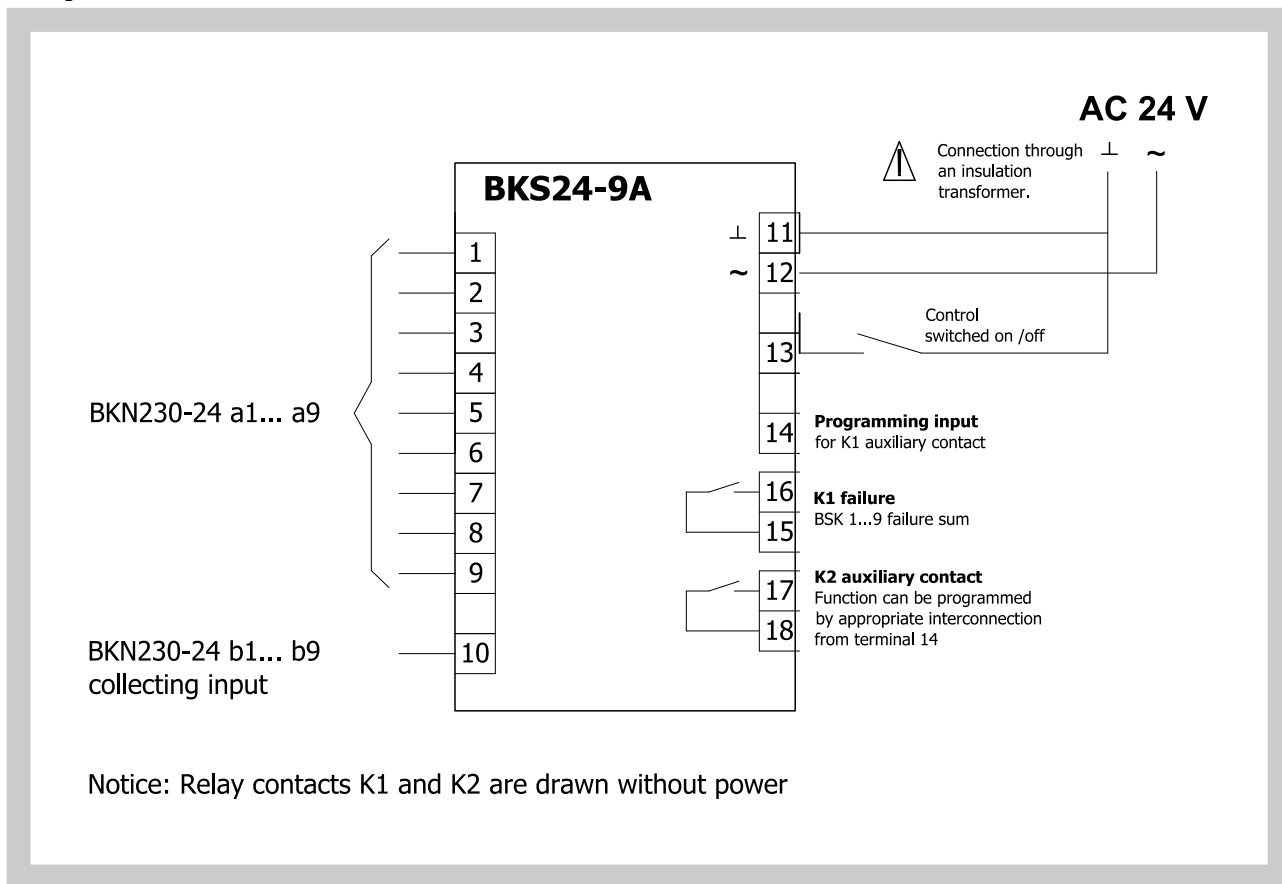 AC 24 V
Connection through
an insulation
transformer.
⊥ ~
BKS24-9A
1
2
3
4
5
6
7
8
9
10
BKN230-24 a1... a9
BKN230-24 b1... b9
collecting input
⊥ 11
~ 12
13
Control
switched on /off
14
Programming input
for K1 auxiliary contact
16
15
K1 failure
BSK 1...9 failure sum
17
18
K2 auxiliary contact
Function can be programmed
by appropriate interconnection
from terminal 14
Notice: Relay contacts K1 and K2 are drawn without power